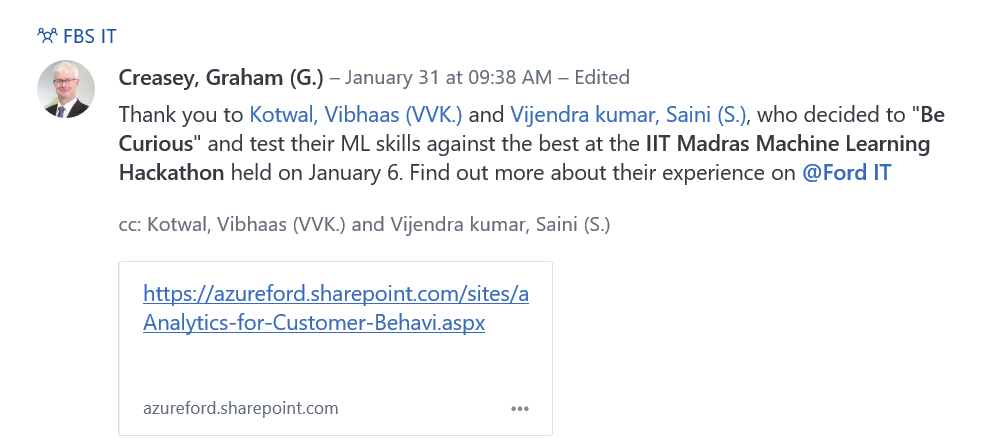 FBS IT
Creasey, Graham (G.) – January 31 at 09:38 AM – Edited
Thank you to Kotwal, Vibhaas (VVK.) and Vijendra kumar, Saini (S.), who decided to "Be
Curious" and test their ML skills against the best at the IIT Madras Machine Learning
Hackathon held on January 6. Find out more about their experience on @Ford IT
cc: Kotwal, Vibhaas (VVK.) and Vijendra kumar, Saini (S.)
https://azureford.sharepoint.com/sites/a
Analytics-for-Customer-Behavi.aspx
azureford.sharepoint.com